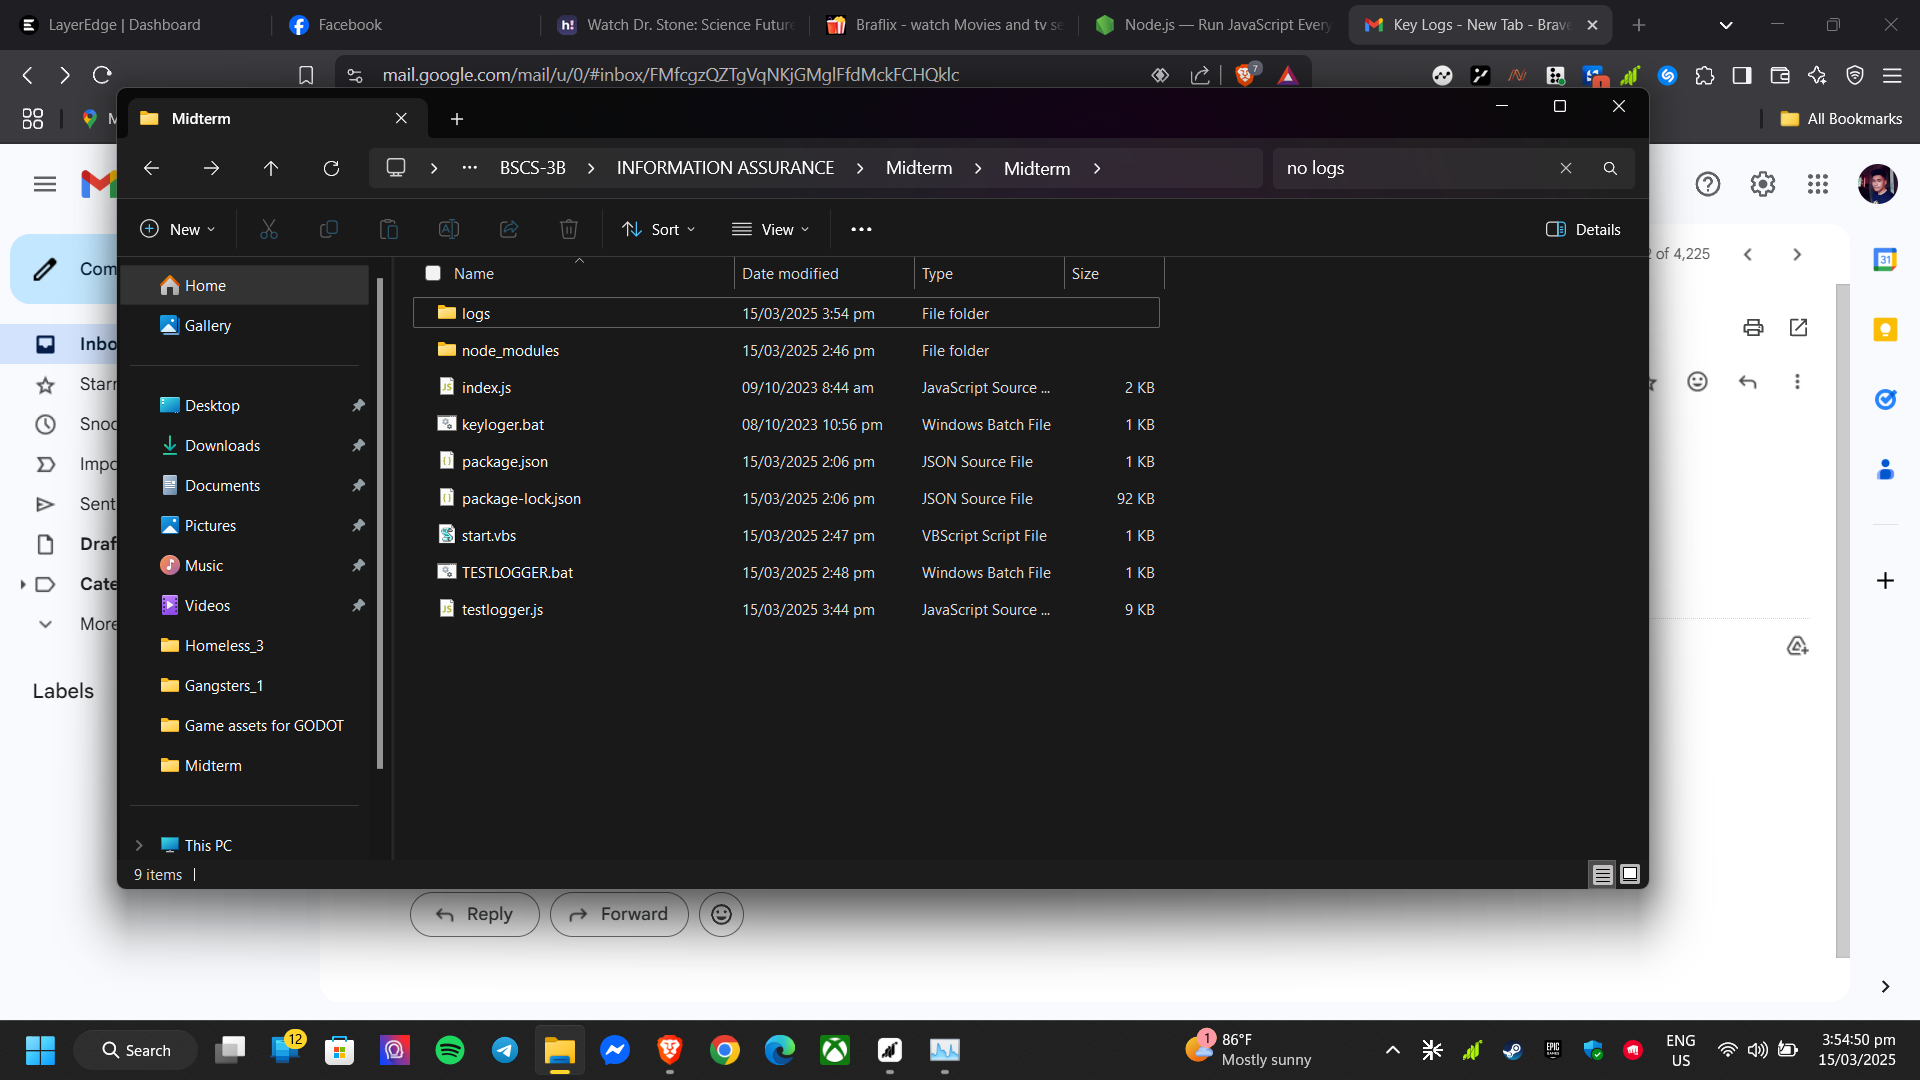 LayerEdge | Dashboard
Facebook
Watch Dr. Stone: Science Future
Braflix - watch Movies and tv se
Node.js — Run JavaScript Every
Key Logs - New Tab - Brave
mail.google.com/mail/u/0/#inbox/FMfcgzQZTgVqNKjGMglFfdMckFCHQklc
7
All Bookmarks
Midterm
BSCS-3B
INFORMATION ASSURANCE
Midterm
Midterm
no logs
New
Sort
View
Details
Com
of 4,225
31
Inbo
Starr
Snoo
Impo
Sent
Draf
Cate
More
Labels
Home
Gallery
Desktop
Downloads
Documents
Pictures
Music
Videos
Homeless_3
Gangsters_1
Game assets for GODOT
Midterm
This PC
Name Date modified Type Size
logs 15/03/2025 3:54 pm File folder
node_modules 15/03/2025 2:46 pm File folder
index.js 09/10/2023 8:44 am JavaScript Source ... 2 KB
keyloger.bat 08/10/2023 10:56 pm Windows Batch File 1 KB
package.json 15/03/2025 2:06 pm JSON Source File 1 KB
package-lock.json 15/03/2025 2:06 pm JSON Source File 92 KB
start.vbs 15/03/2025 2:47 pm VBScript Script File 1 KB
TESTLOGGER.bat 15/03/2025 2:48 pm Windows Batch File 1 KB
testlogger.js 15/03/2025 3:44 pm JavaScript Source ... 9 KB
9 items
Reply
Forward
Search
12
1
86°F
Mostly sunny
ENG
US
3:54:50 pm
15/03/2025